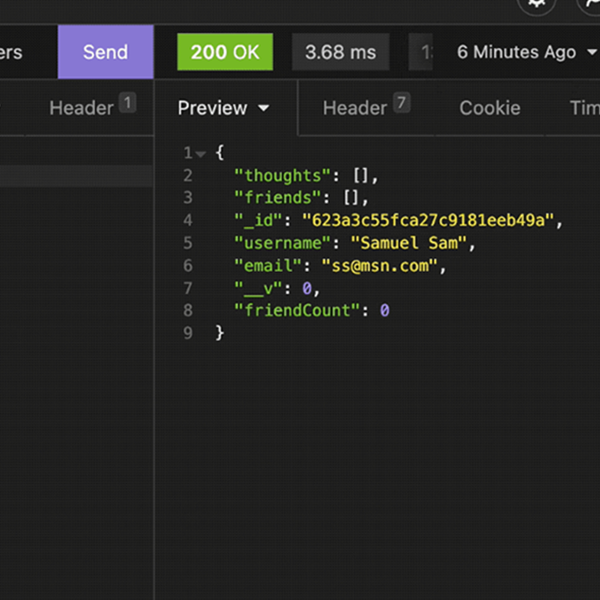 ers Send 200 OK 3.68 ms 6 Minutes Ago
Header 1 Preview Header 7 Cookie Tim
1 {
2 "thoughts": [],
3 "friends": [],
4 "_id": "623a3c55fca27c9181eeb49a",
5 "username": "Samuel Sam",
6 "email": "ss@msn.com",
7 "__v": 0,
8 "friendCount": 0
9 }